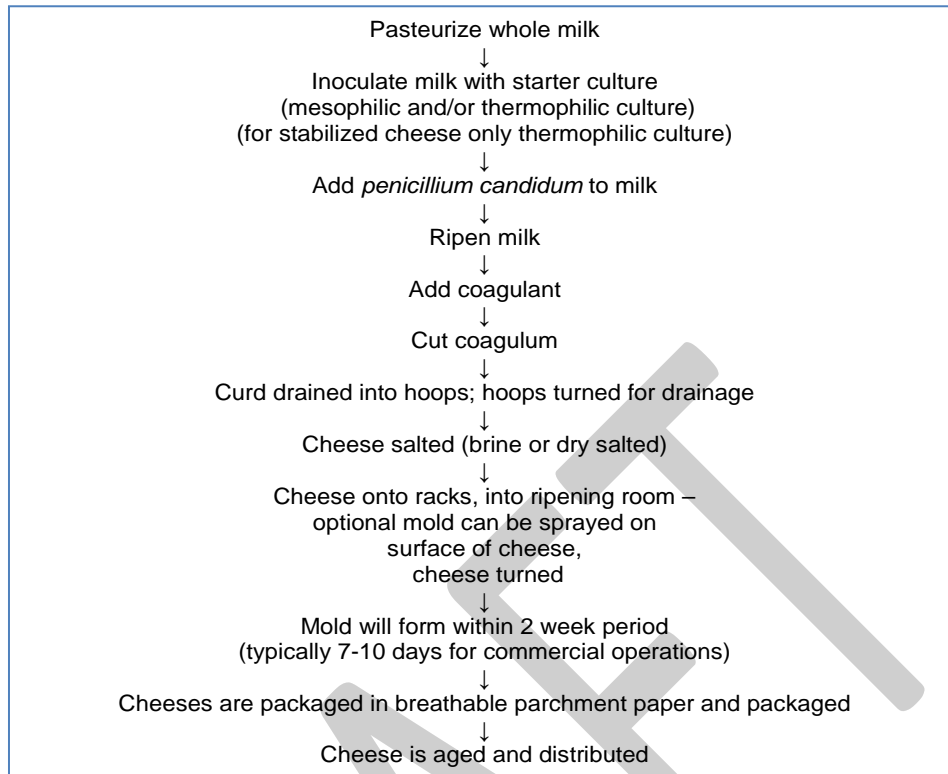 Pasteurize whole milk
↓
Inoculate milk with starter culture
(mesophilic and/or thermophilic culture)
(for stabilized cheese only thermophilic culture)
↓
Add penicillium candidum to milk
↓
Ripen milk
↓
Add coagulant
↓
Cut coagulum
↓
Curd drained into hoops; hoops turned for drainage
↓
Cheese salted (brine or dry salted)
↓
Cheese onto racks, into ripening room –
optional mold can be sprayed on
surface of cheese,
cheese turned
↓
Mold will form within 2 week period
(typically 7-10 days for commercial operations)
↓
Cheeses are packaged in breathable parchment paper and packaged
↓
Cheese is aged and distributed